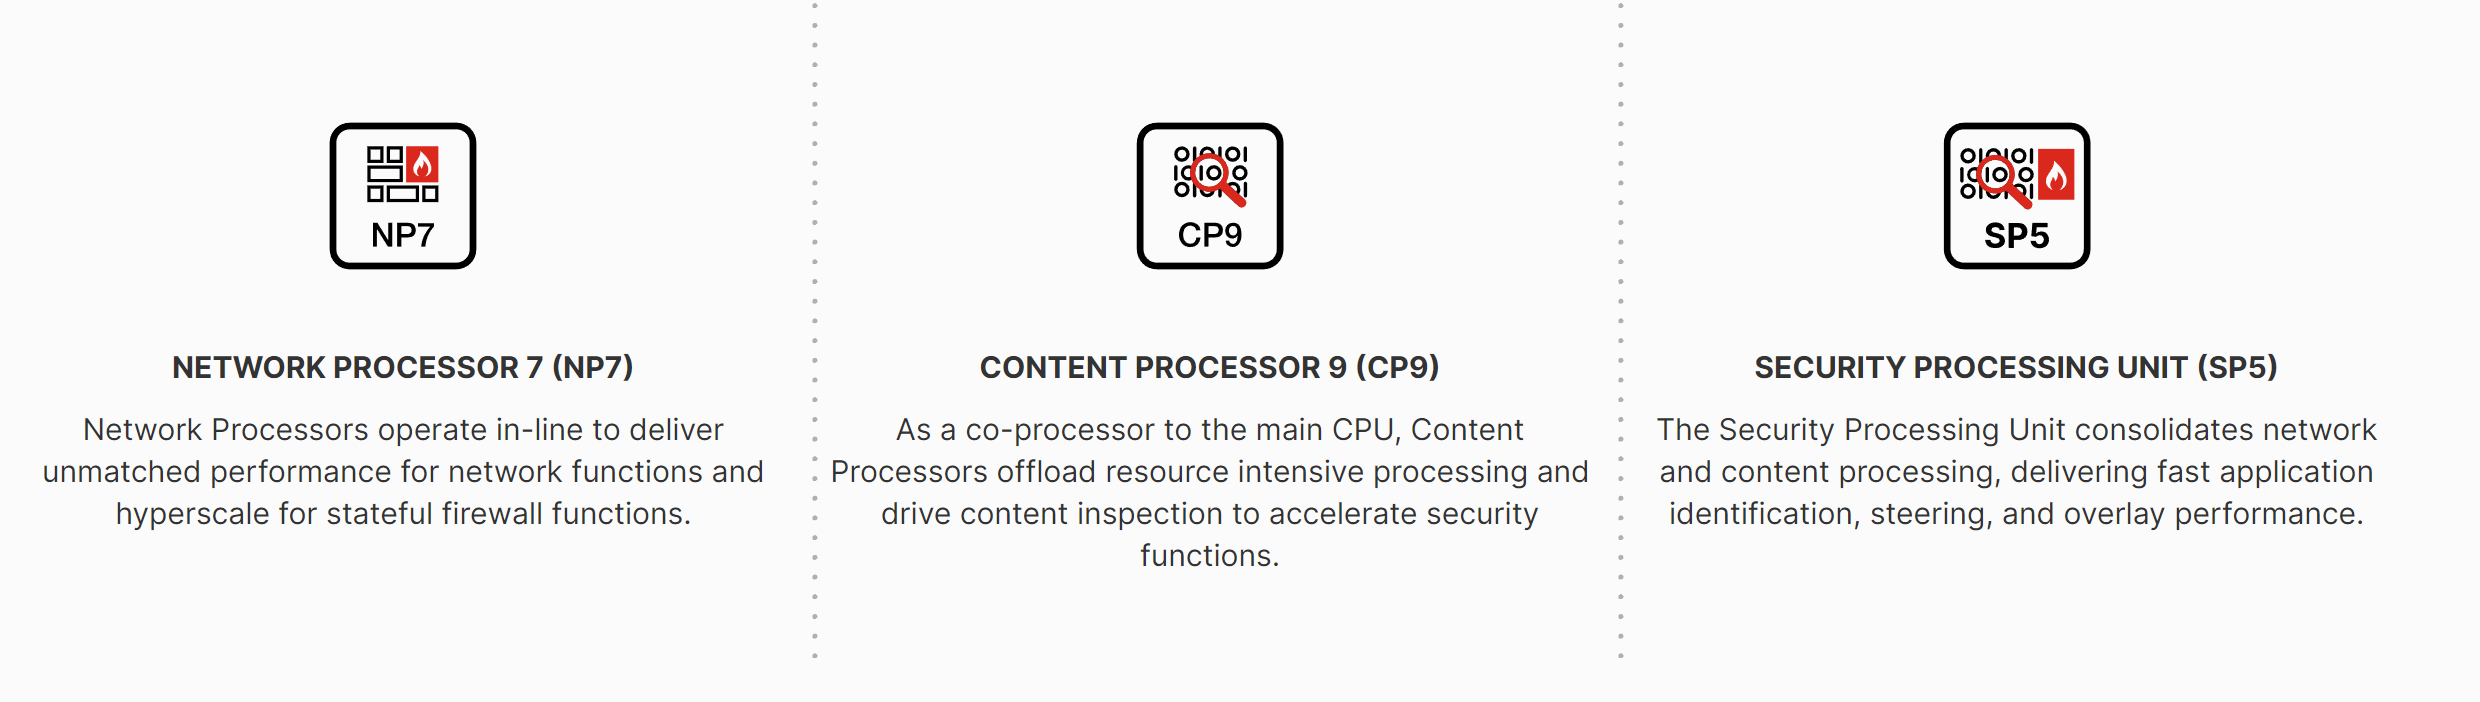 NP7
NETWORK PROCESSOR 7 (NP7)
Network Processors operate in-line to deliver
unmatched performance for network functions and
hyperscale for stateful firewall functions.
CP9
CONTENT PROCESSOR 9 (CP9)
As a co-processor to the main CPU, Content
Processors offload resource intensive processing and
drive content inspection to accelerate security
functions.
SP5
SECURITY PROCESSING UNIT (SP5)
The Security Processing Unit consolidates network
and content processing, delivering fast application
identification, steering, and overlay performance.